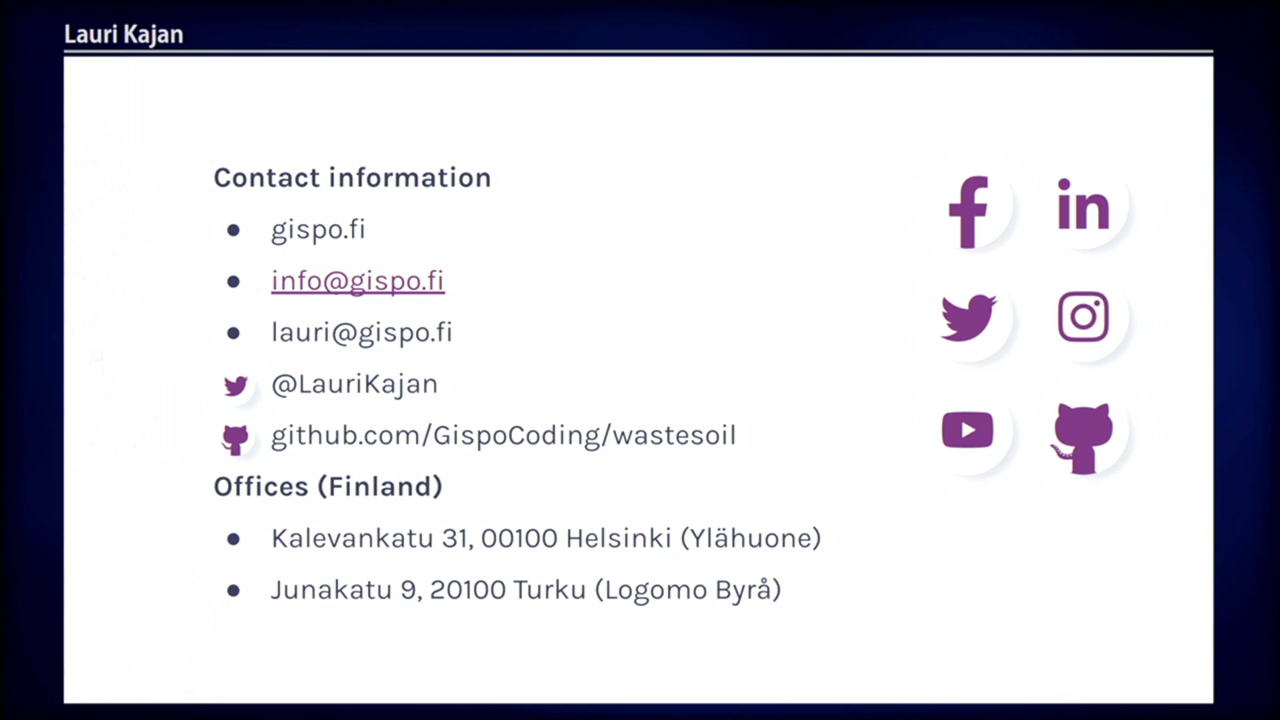 Lauri Kajan
Contact information
gispo.fi
info@gispo.fi
lauri@gispo.fi
@LauriKajan
github.com/GispoCoding/wastesoil
Offices (Finland)
Kalevankatu 31, 00100 Helsinki (Ylähuone)
Junakatu 9, 20100 Turku (Logomo Byrå)